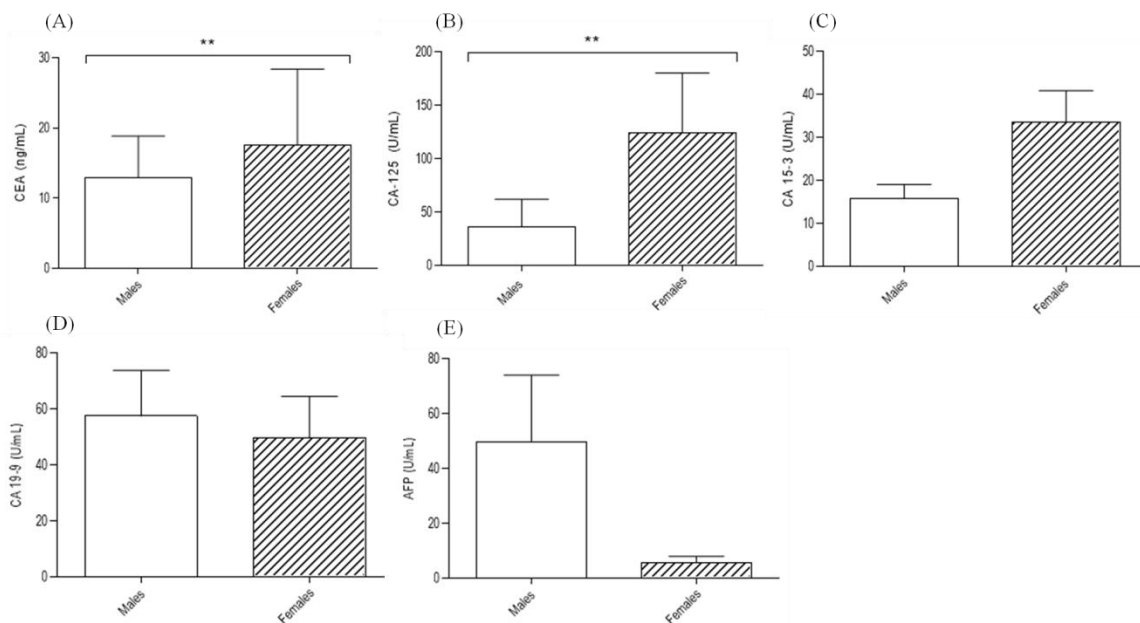 (A)
**
CEA (ng/mL)
30
20
10
0
Males
Females
(B)
**
CA-125 (U/mL)
200
150
100
50
0
Males
Females
(C)
CA 15-3 (U/mL)
50
40
30
20
10
0
Males
Females
(D)
CA 19-9 (U/mL)
80
60
40
20
0
Males
Females
(E)
AFP (U/mL)
80
60
40
20
0
Males
Females